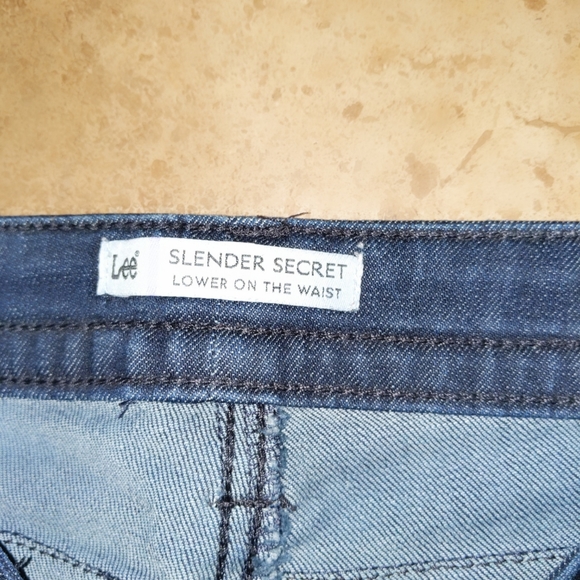 Lee®
SLENDER SECRET
LOWER ON THE WAIST